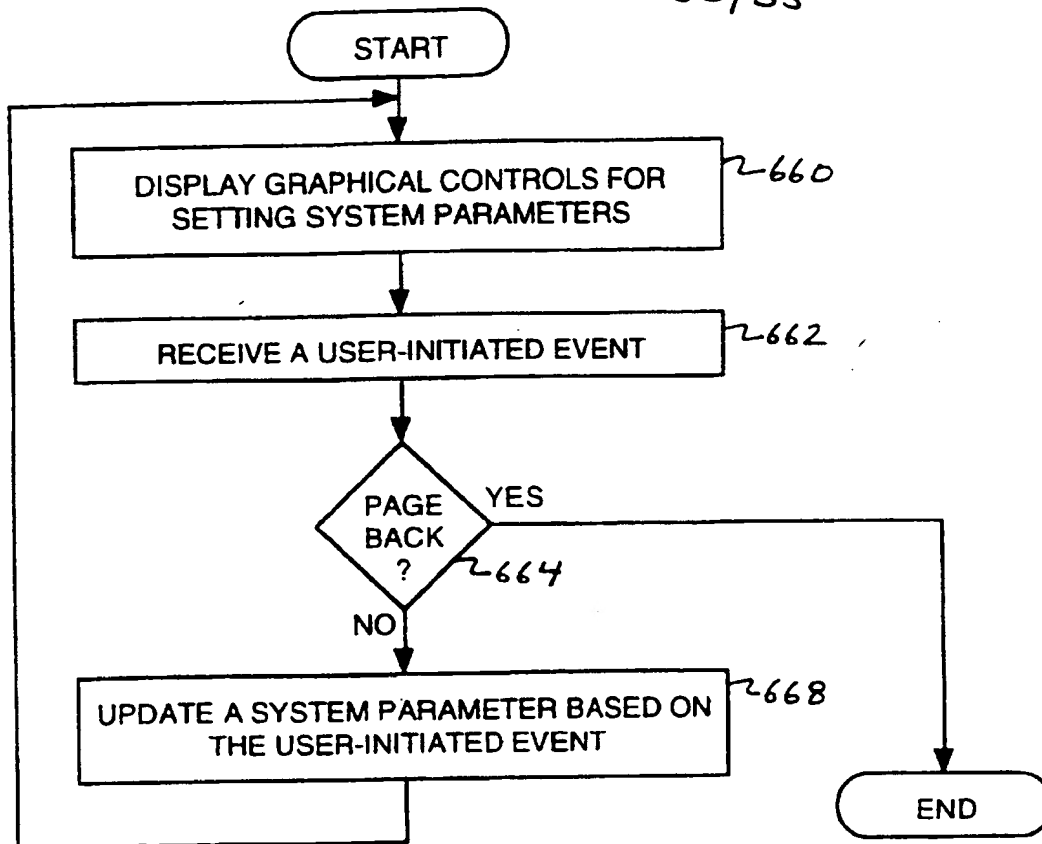 START
DISPLAY GRAPHICAL CONTROLS FOR
SETTING SYSTEM PARAMETERS
660
RECEIVE A USER-INITIATED EVENT
662
PAGE
BACK
?
YES
664
NO
UPDATE A SYSTEM PARAMETER BASED ON
THE USER-INITIATED EVENT
668
END